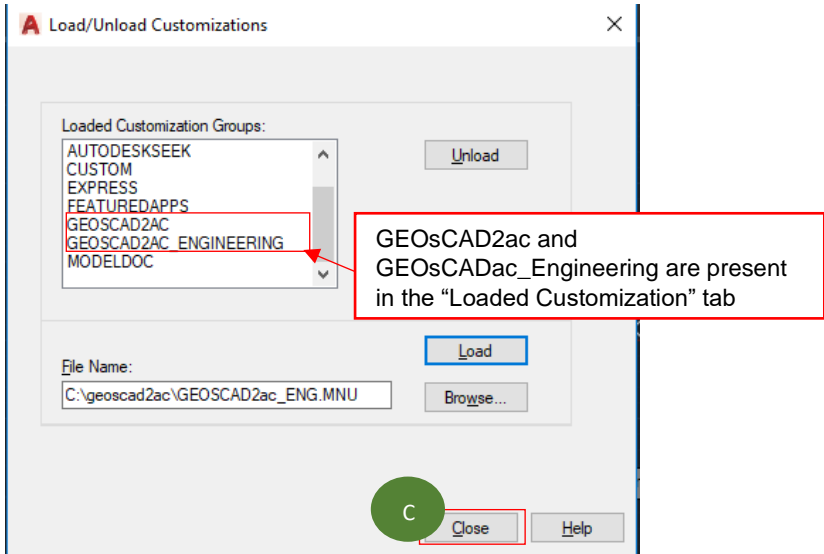 Load/Unload Customizations
Loaded Customization Groups:
AUTODESKSEEK
CUSTOM
EXPRESS
FEATUREDAPPS
GEOSCAD2AC
GEOSCAD2AC_ENGINEERING
MODELDOC
Unload
GEOsCAD2ac and
GEOsCADac_Engineering are present
in the “Loaded Customization” tab
Load
File Name:
C:\geoscad2ac\GEOSCAD2ac_ENG.MNU
Browse...
C
Close
Help